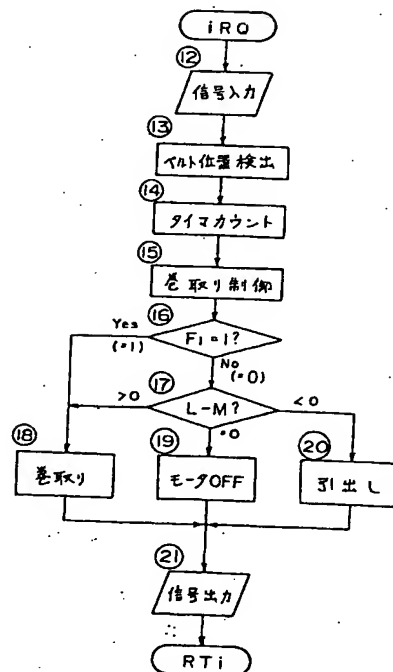 iRQ
⑫
信号入力
⑬
ベルト位置検出
⑭
タイマカウント
⑮
巻取り制御
⑯
Yes
(=1)
F1=1?
No
(=0)
⑰
>0
L-M?
<0
=0
⑱
巻取り
⑲
モータOFF
⑳
引出し
㉑
信号出力
RTi